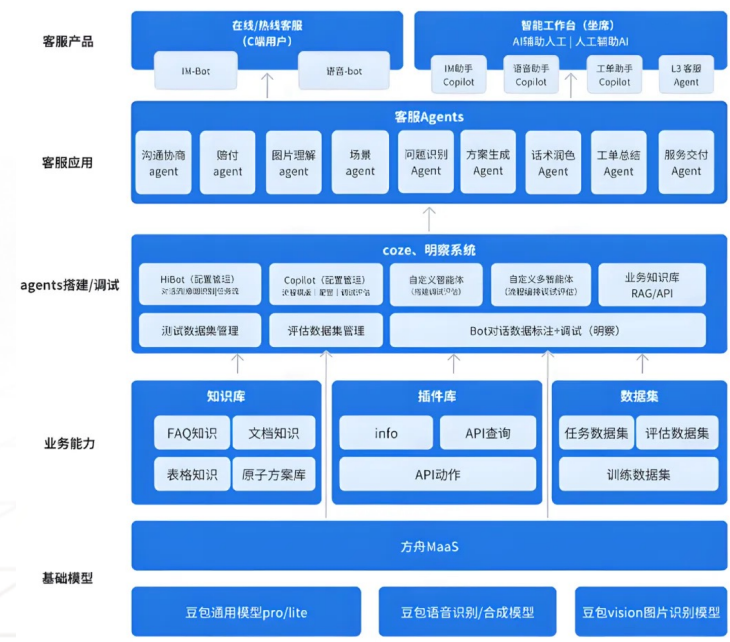 客服产品
在线/热线客服
(C端用户)
IM-Bot
语音-bot
智能工作台（坐席）
AI辅助人工 | 人工辅助AI
IM助手
Copilot
语音助手
Copilot
工单助手
Copilot
L3 客服
Agent
客服应用
客服Agents
沟通协商
agent
赔付
agent
图片理解
agent
场景
agent
问题识别
Agent
方案生成
Agent
话术润色
Agent
工单总结
Agent
服务交付
Agent
agents搭建/调试
coze、明察系统
HiBot（配置管理）
Copilot（配置管理）
自定义智能体
（搭建调试评估）
自定义多智能体
（流程编排调试评估）
业务知识库
RAG/API
测试数据集管理
评估数据集管理
Bot对话数据标注+调试（明察）
业务能力
知识库
FAQ知识
文档知识
表格知识
原子方案库
插件库
info
API查询
API动作
数据集
任务数据集
评估数据集
训练数据集
基础模型
方舟MaaS
豆包通用模型pro/lite
豆包语音识别/合成模型
豆包vision图片识别模型